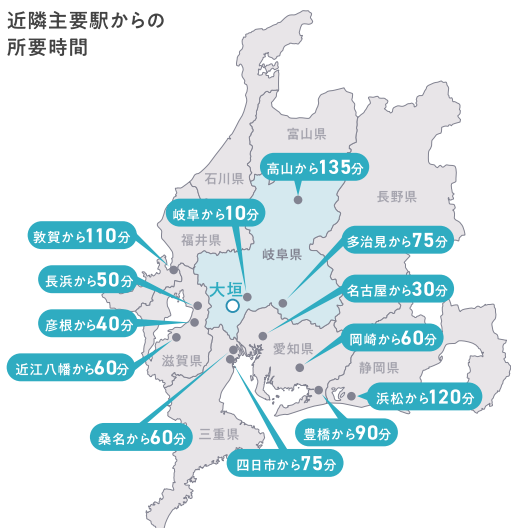 近隣主要駅からの
所要時間
富山県
高山から135分
石川県
長野県
岐阜から10分
福井県
敦賀から110分
多治見から75分
岐阜県
長浜から50分
大垣
名古屋から30分
彦根から40分
岡崎から60分
愛知県
滋賀県
近江八幡から60分
静岡県
浜松から120分
桑名から60分
三重県
豊橋から90分
四日市から75分